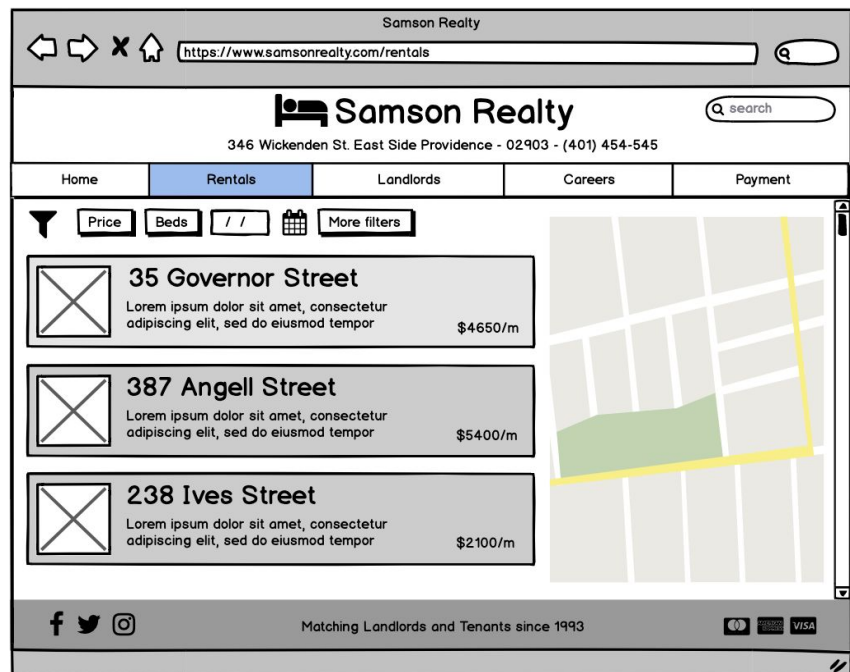 Samson Realty
https://www.samsonrealty.com/rentals
Samson Realty
search
346 Wickenden St. East Side Providence - 02903 - (401) 454-545
Home Rentals Landlords Careers Payment
Price Beds / / More filters
35 Governor Street
Lorem ipsum dolor sit amet, consectetur
adipiscing elit, sed do eiusmod tempor
$4650/m
387 Angell Street
Lorem ipsum dolor sit amet, consectetur
adipiscing elit, sed do eiusmod tempor
$5400/m
238 Ives Street
Lorem ipsum dolor sit amet, consectetur
adipiscing elit, sed do eiusmod tempor
$2100/m
Matching Landlords and Tenants since 1993
VISA